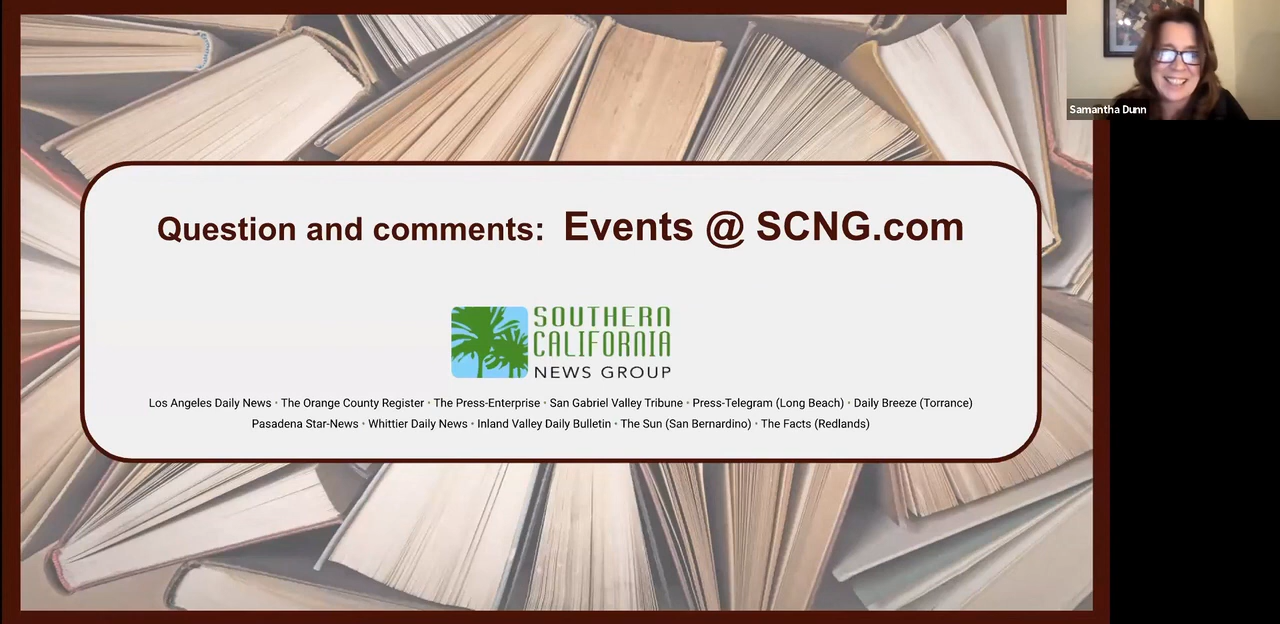 Samantha Dunn
Question and comments: Events @ SCNG.com
SOUTHERN
CALIFORNIA
NEWS GROUP
Los Angeles Daily News • The Orange County Register • The Press-Enterprise • San Gabriel Valley Tribune • Press-Telegram (Long Beach) • Daily Breeze (Torrance)
Pasadena Star-News • Whittier Daily News • Inland Valley Daily Bulletin • The Sun (San Bernardino) • The Facts (Redlands)